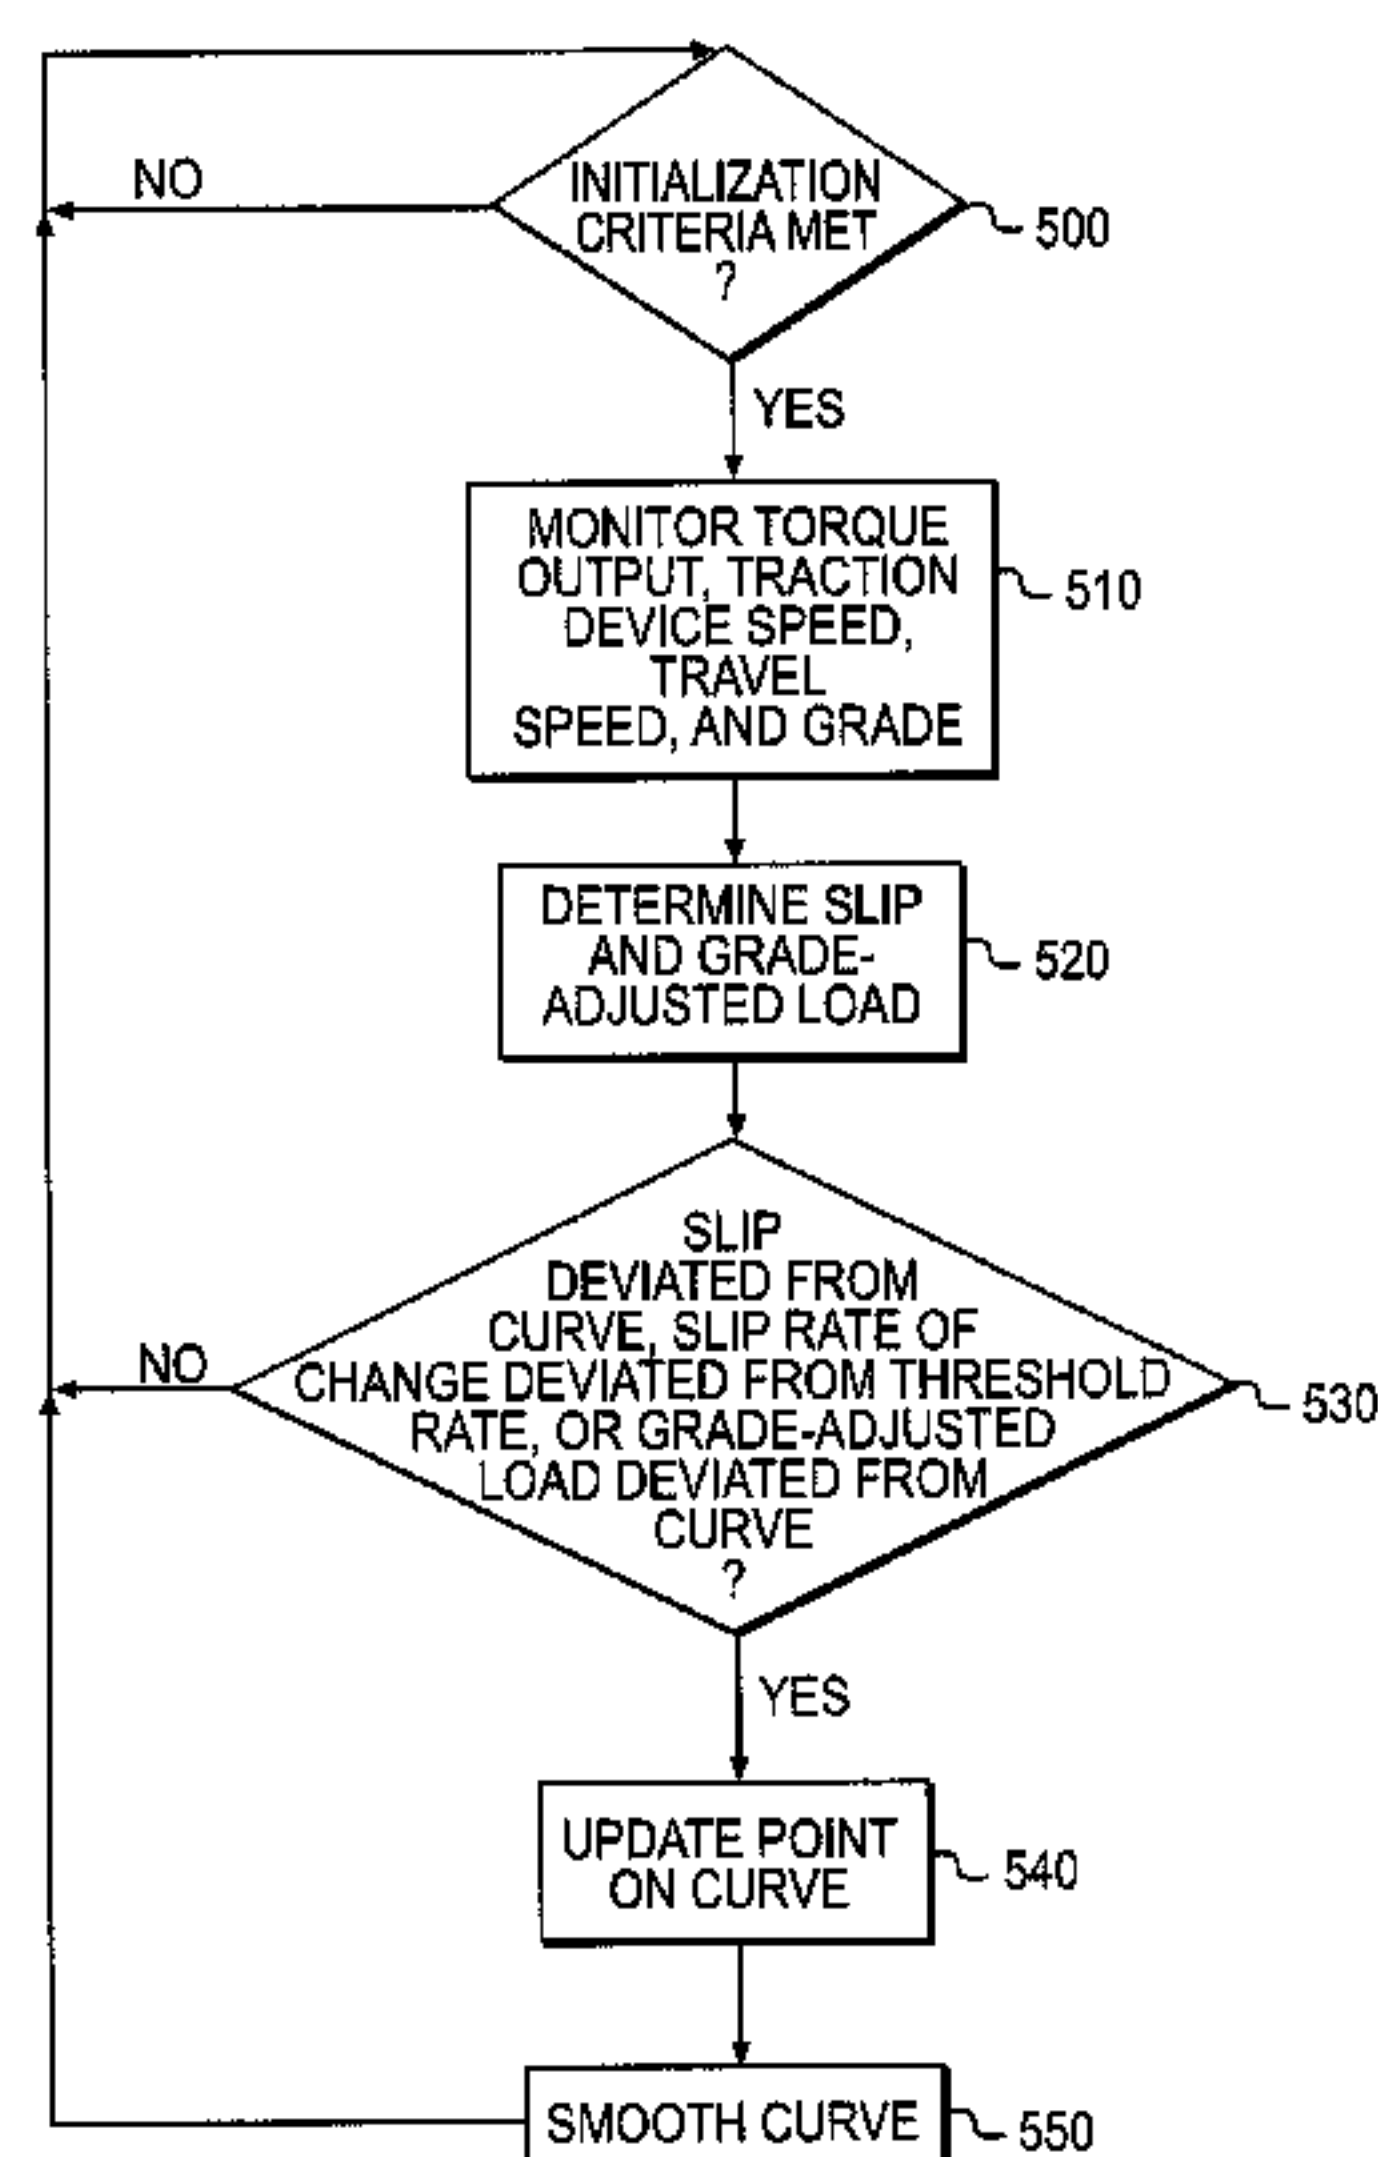 INITIALIZATION
CRITERIA MET
?
NO
500
YES
MONITOR TORQUE
OUTPUT, TRACTION
DEVICE SPEED,
TRAVEL
SPEED, AND GRADE
510
DETERMINE SLIP
AND GRADE-
ADJUSTED LOAD
520
SLIP
DEVIATED FROM
CURVE, SLIP RATE OF
CHANGE DEVIATED FROM THRESHOLD
RATE, OR GRADE-ADJUSTED
LOAD DEVIATED FROM
CURVE
?
NO
530
YES
UPDATE POINT
ON CURVE
540
SMOOTH CURVE
550